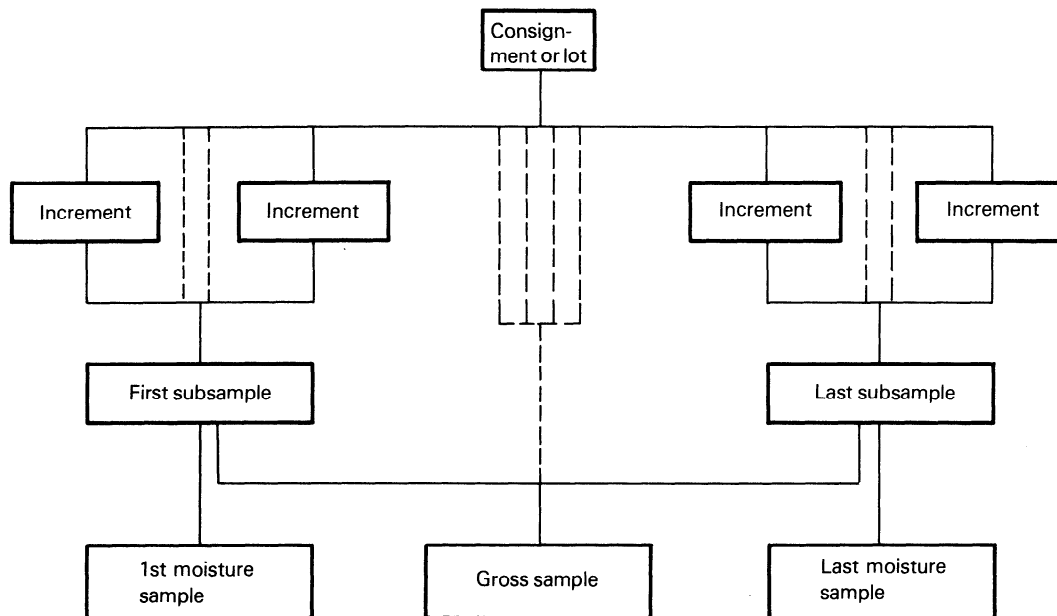 Consign-
ment or lot
Increment
Increment
Increment
Increment
First subsample
Last subsample
1st moisture
sample
Gross sample
Last moisture
sample